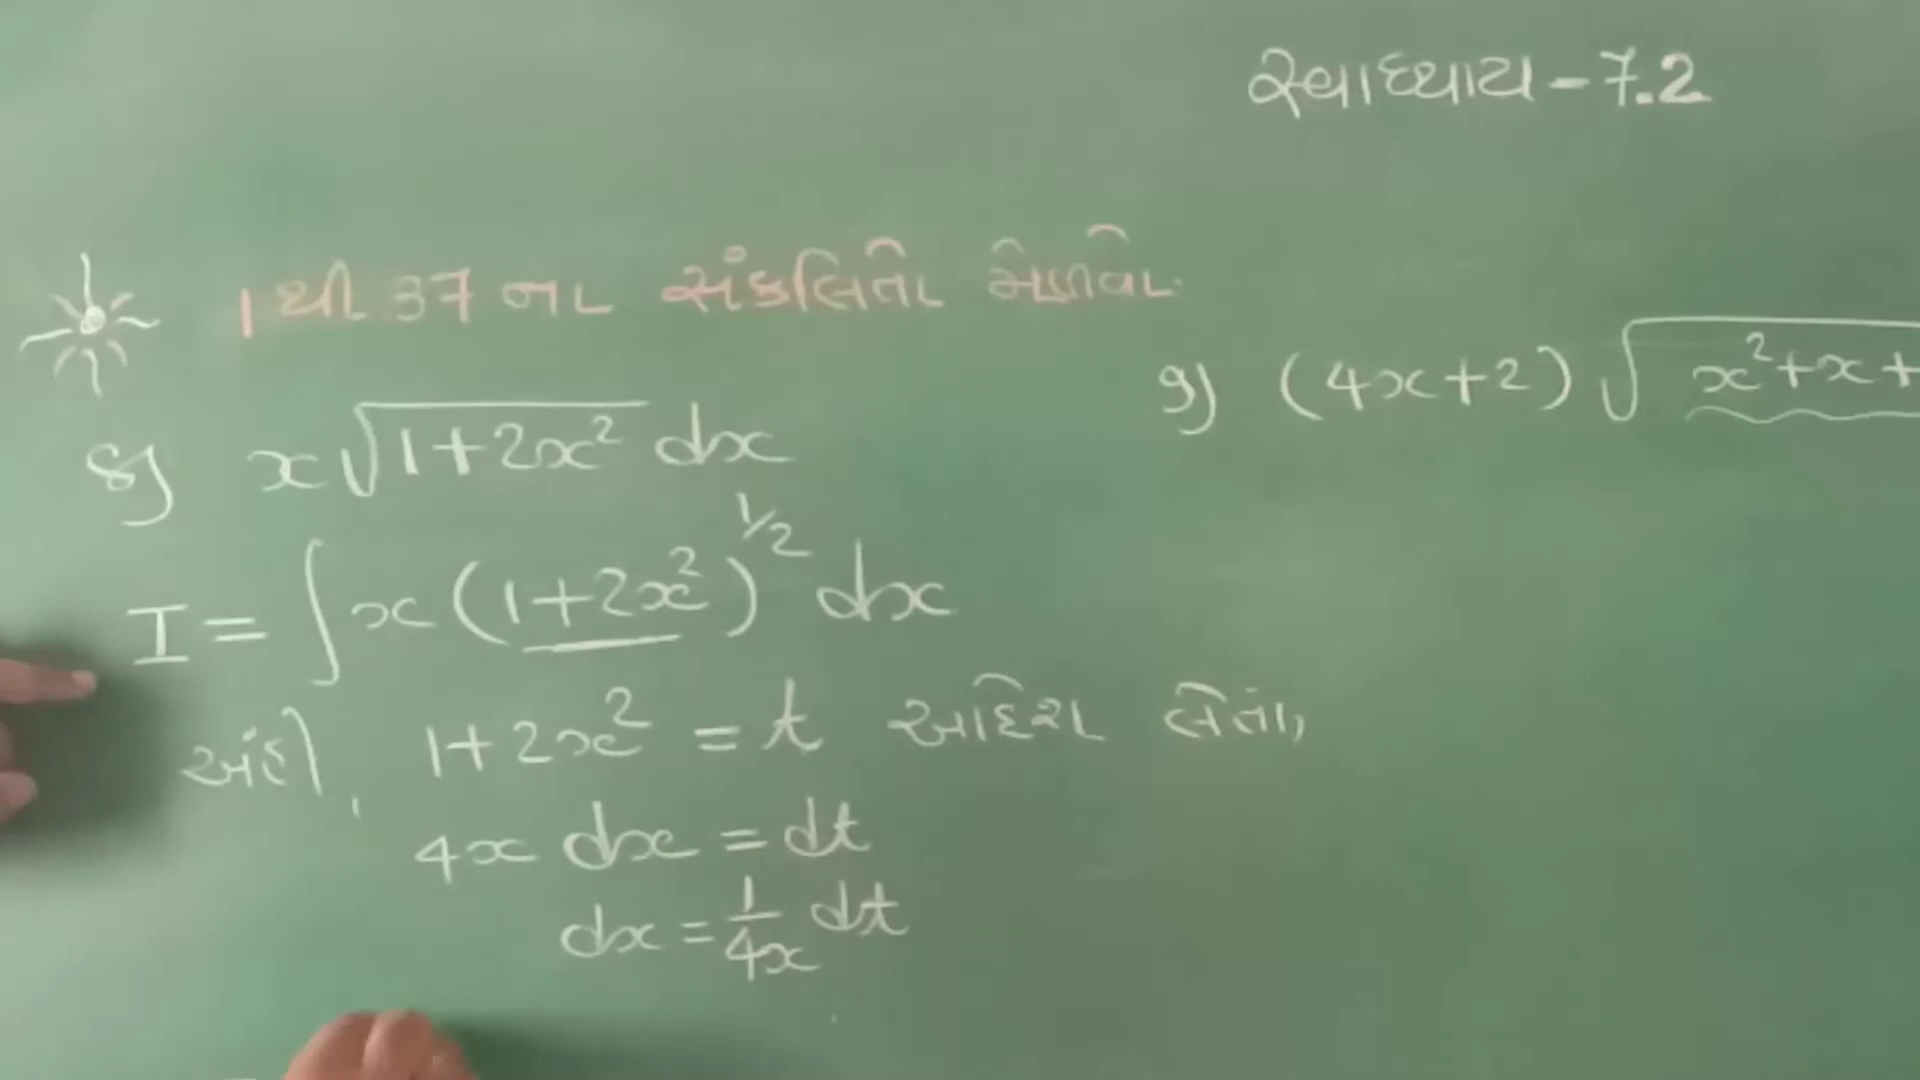 સ્વાધ્યાય - 7.2
1 થી 37 ના સંકલિતો મેળવો.
8) x√(1+2x²) dx
I = ∫x(1+2x²)^1/2 dx
અહીં, 1+2x² = t આદેશ લેતા,
4x dx = dt
dx = 1/4x dt
9) (4x+2) √(x²+x+